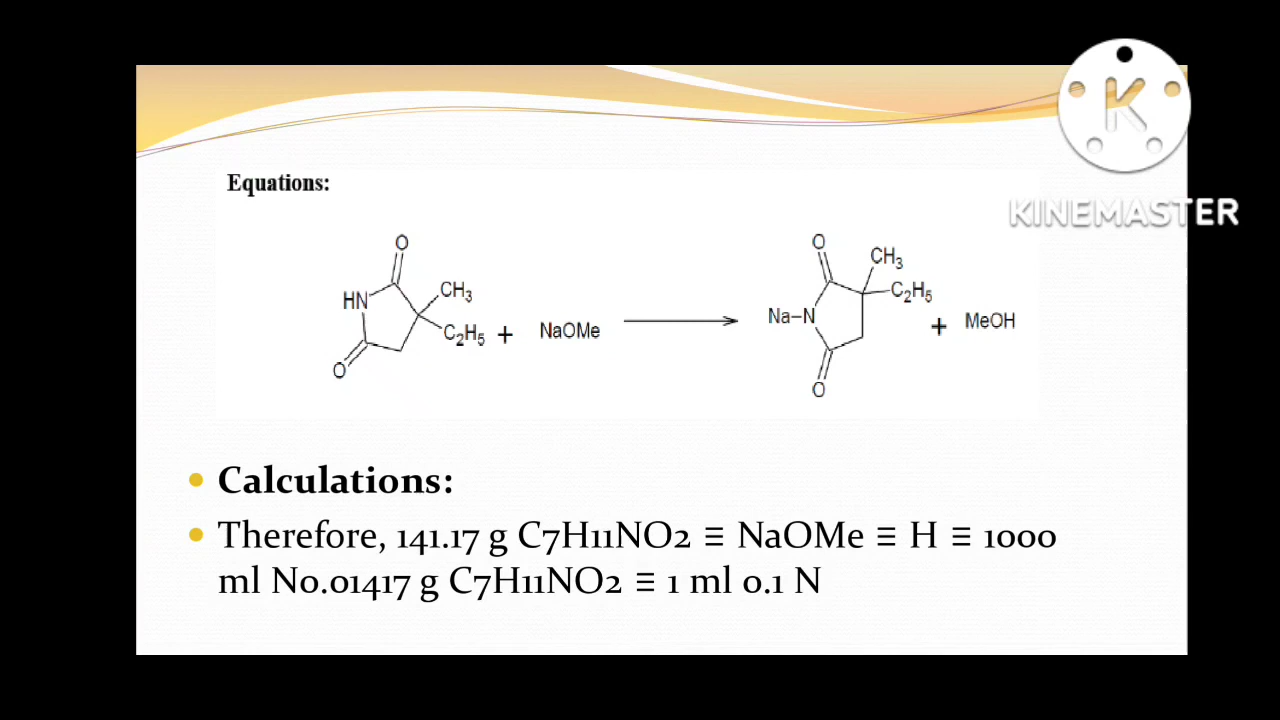 K
KINEMASTER
Equations:
O
HN
CH3
C2H5
O
+
NaOMe
O
Na–N
CH3
C2H5
O
+
MeOH
Calculations:
Therefore, 141.17 g C7H11NO2 ≡ NaOMe ≡ H ≡ 1000
ml No.01417 g C7H11NO2 ≡ 1 ml 0.1 N